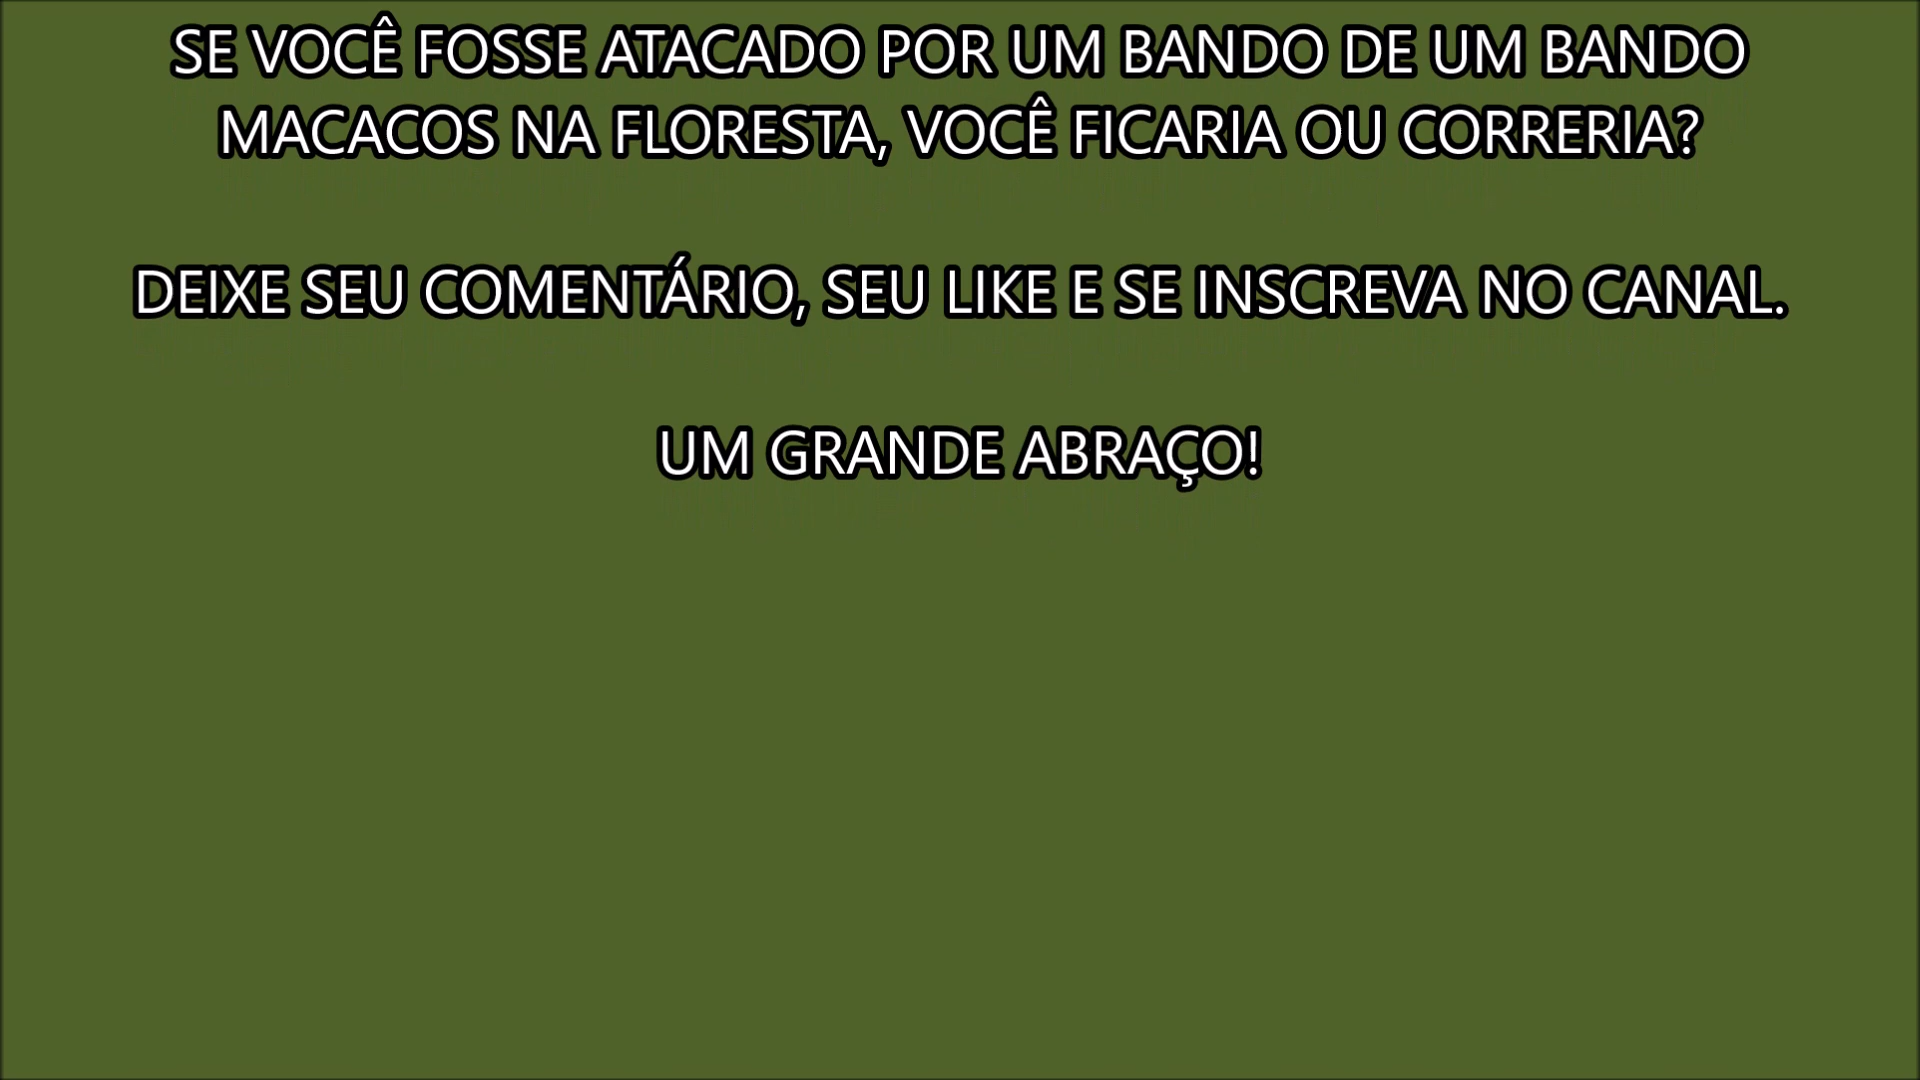 SE VOCÊ FOSSE ATACADO POR UM BANDO DE UM BANDO
MACACOS NA FLORESTA, VOCÊ FICARIA OU CORRERIA?
DEIXE SEU COMENTÁRIO, SEU LIKE E SE INSCREVA NO CANAL.
UM GRANDE ABRAÇO!